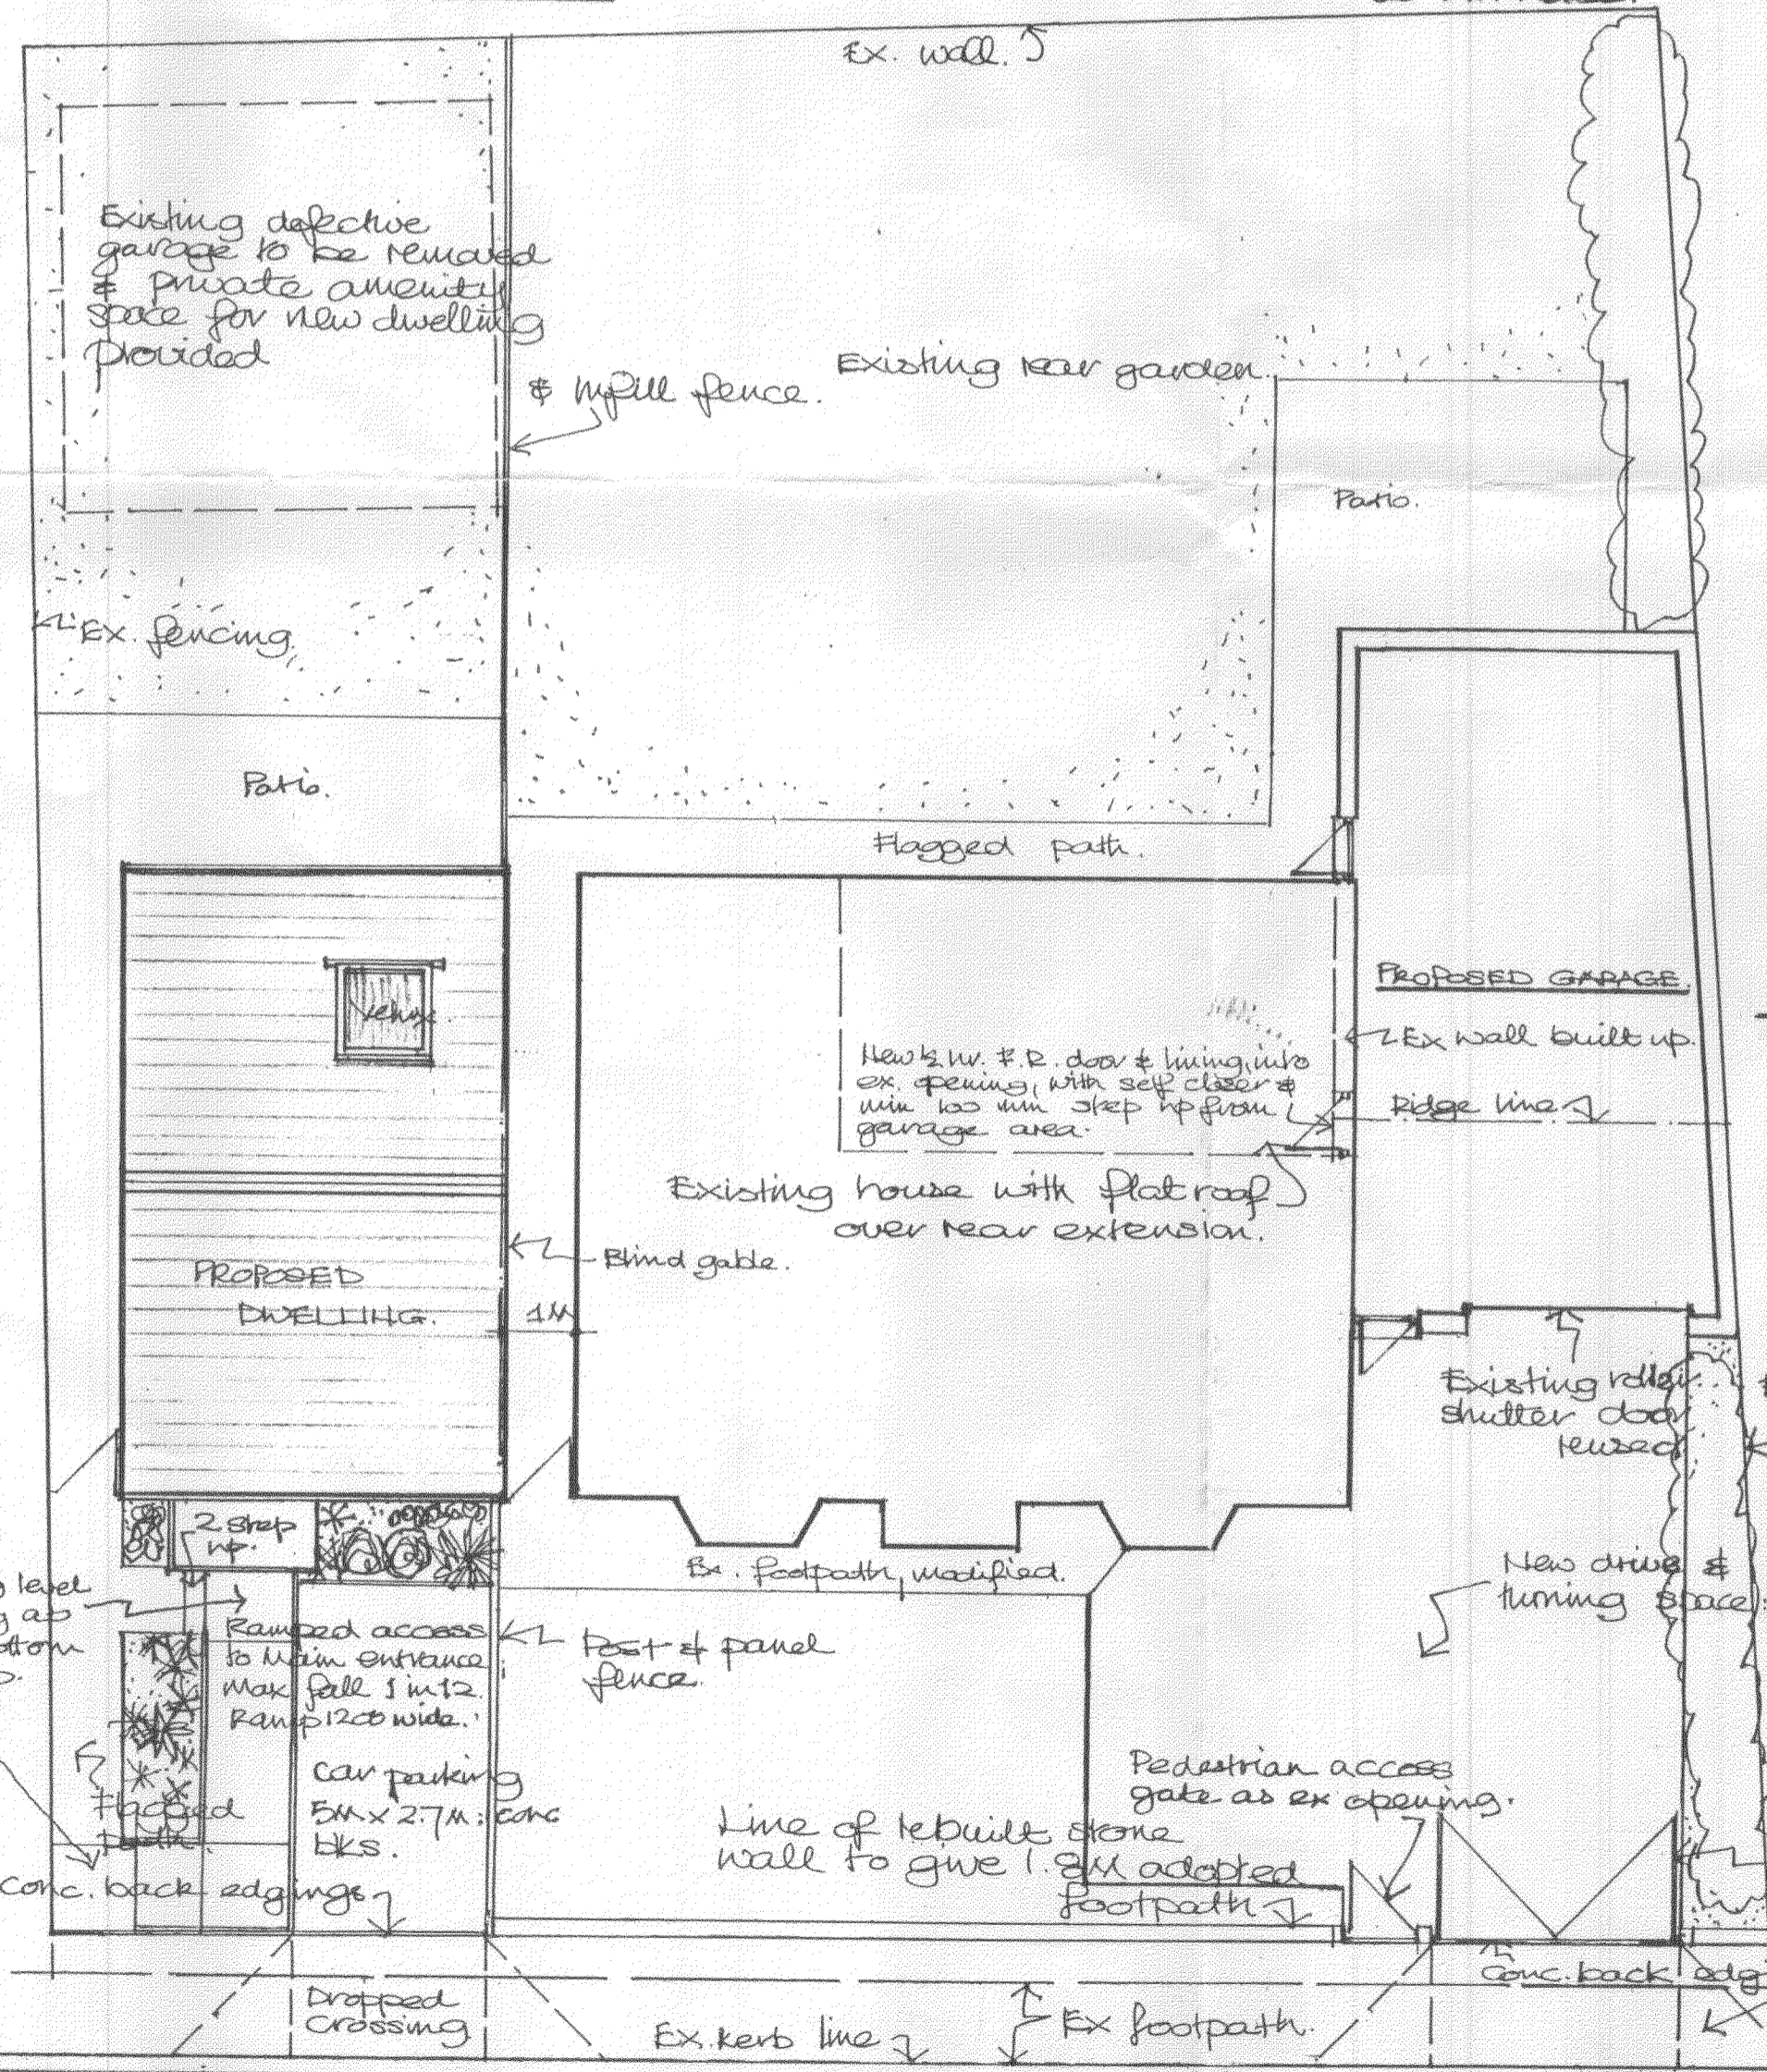 Ex. wall.
Existing defective
garage to be removed
& private amenity
space for new dwelling
provided
& infill fence.
Existing rear garden.
Patio.
Ex. fencing.
Patio.
Flagged path.
PROPOSED GARAGE.
Ex wall built up.
Ridge line
Velux.
New ½ hr. F.R. door & lining, into
ex. opening, with self closer &
min 100 mm step up from
garage area.
Existing house with flat roof
over rear extension.
Blind gable.
PROPOSED
DWELLING.
1M
Existing roller
shutter door
reused
2 step
up.
Ex. footpath, modified.
New drive &
turning space.
level
as
Ramped access
to main entrance
Max fall 1 in 12.
Ramp 1200 wide.
Post & panel
fence.
Car parking
5M x 2.7M: conc
bks.
Flagged
path.
Pedestrian access
gate as ex opening.
Line of rebuilt stone
wall to give 1.8M adopted
footpath
Conc. back edgings
Conc. back edgi
Dropped
Crossing
Ex. kerb line
Ex footpath.